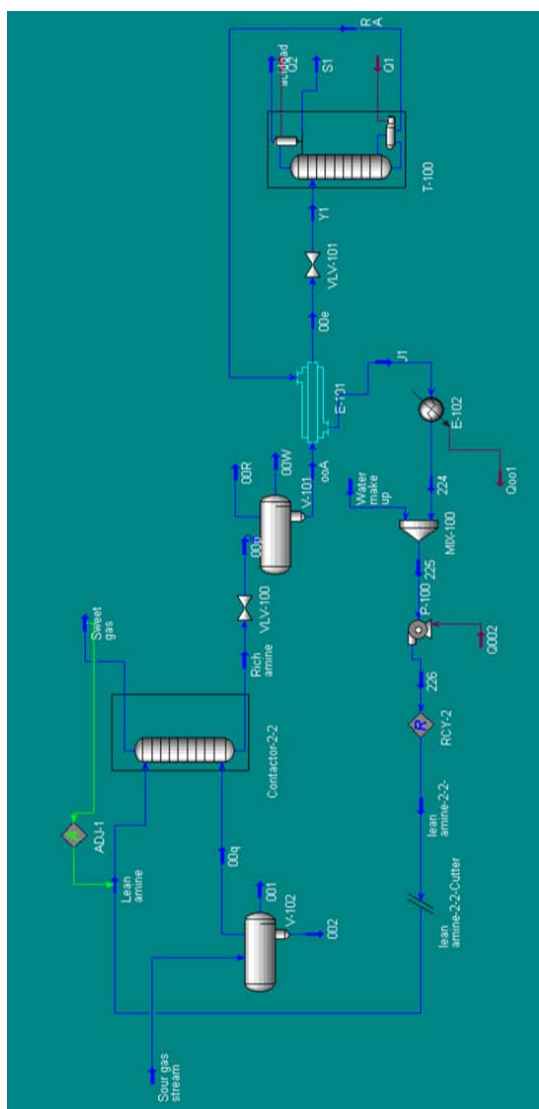 Sour gas
stream
Lean
amine
ADJ-1
A
Sweet
gas
00q
001
V-102
002
Contactor-2-2
Rich
amine
VLV-100
00p
00R
00W
V-101
ooA
E-101
00e
VLV-101
Y1
T-100
Q2
S1
Q1
R A
J1
E-102
Qoo1
224
Water
make
up
MIX-100
225
P-100
Q002
226
R
RCY-2
lean
amine-2-2-
lean
amine-2-2-Cutter